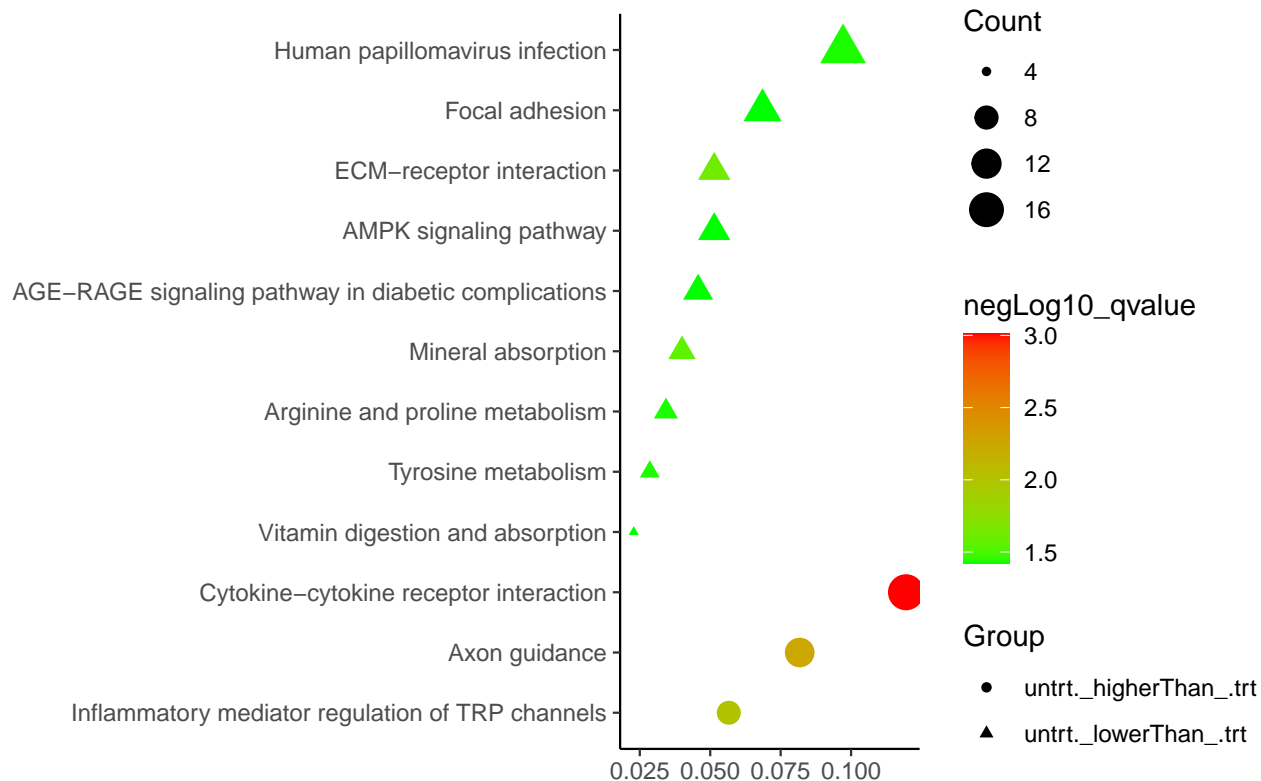 Human papillomavirus infection
Focal adhesion
ECM−receptor interaction
AMPK signaling pathway
AGE−RAGE signaling pathway in diabetic complications
Mineral absorption
Arginine and proline metabolism
Tyrosine metabolism
Vitamin digestion and absorption
Cytokine−cytokine receptor interaction
Axon guidance
Inflammatory mediator regulation of TRP channels
0.025 0.050 0.075 0.100
Count
4
8
12
16
negLog10_qvalue
3.0
2.5
2.0
1.5
Group
untrt._higherThan_.trt
untrt._lowerThan_.trt